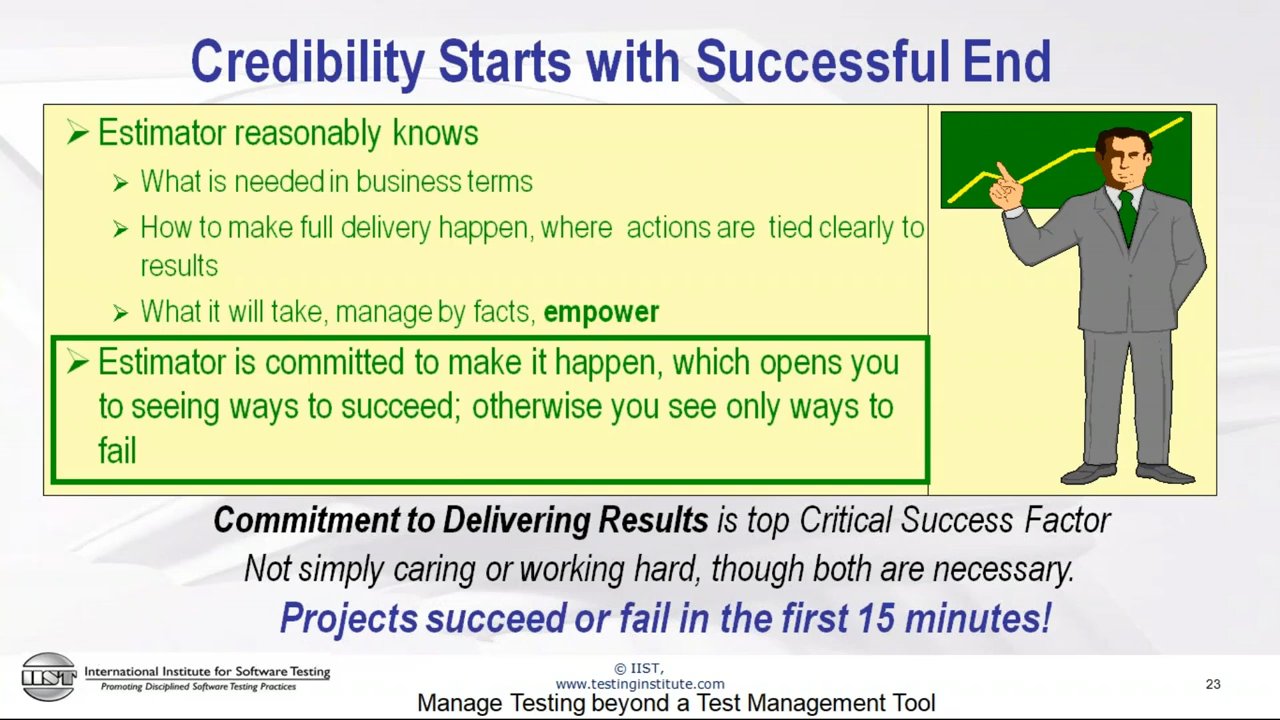 Credibility Starts with Successful End
Estimator reasonably knows
What is needed in business terms
How to make full delivery happen, where actions are tied clearly to
results
What it will take, manage by facts, empower
Estimator is committed to make it happen, which opens you
to seeing ways to succeed; otherwise you see only ways to
fail
Commitment to Delivering Results is top Critical Success Factor
Not simply caring or working hard, though both are necessary.
Projects succeed or fail in the first 15 minutes!
IIST
International Institute for Software Testing
Promoting Disciplined Software Testing Practices
© IIST,
www.testinginstitute.com
23
Manage Testing beyond a Test Management Tool